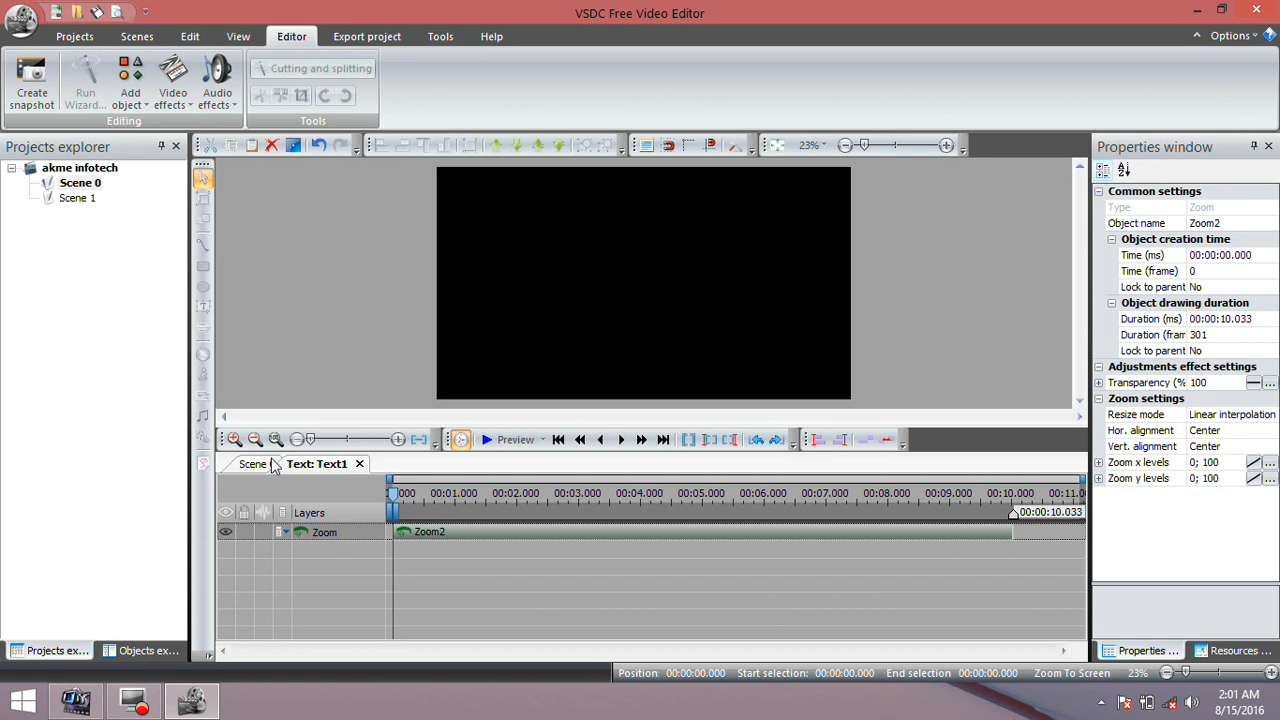 VSDC Free Video Editor
Projects Scenes Edit View Editor Export project Tools Help
Options
Create snapshot
Run Wizard...
Add object
Video effects
Audio effects
Cutting and splitting
Editing
Tools
Projects explorer
akme infotech
Scene 0
Scene 1
23%
Properties window
Common settings
Type Zoom
Object name Zoom2
Object creation time
Time (ms) 00:00:00.000
Time (frame) 0
Lock to parent No
Object drawing duration
Duration (ms) 00:00:10.033
Duration (fram 301
Lock to parent No
Adjustments effect settings
Transparency (% 100
Zoom settings
Resize mode Linear interpolation
Hor. alignment Center
Vert. alignment Center
Zoom x levels 0; 100
Zoom y levels 0; 100
Preview
Scene Text: Text1
000 00:01.000 00:02.000 00:03.000 00:04.000 00:05.000 00:06.000 00:07.000 00:08.000 00:09.000 00:10.000 00:11.0
Layers
00:00:10.033
Zoom
Zoom2
Projects ex...
Objects ex...
Properties ...
Resources ...
Position 00:00:00.000 Start selection: 00:00:00.000 End selection 00:00:00.000 Zoom To Screen 23%
2:01 AM
8/15/2016